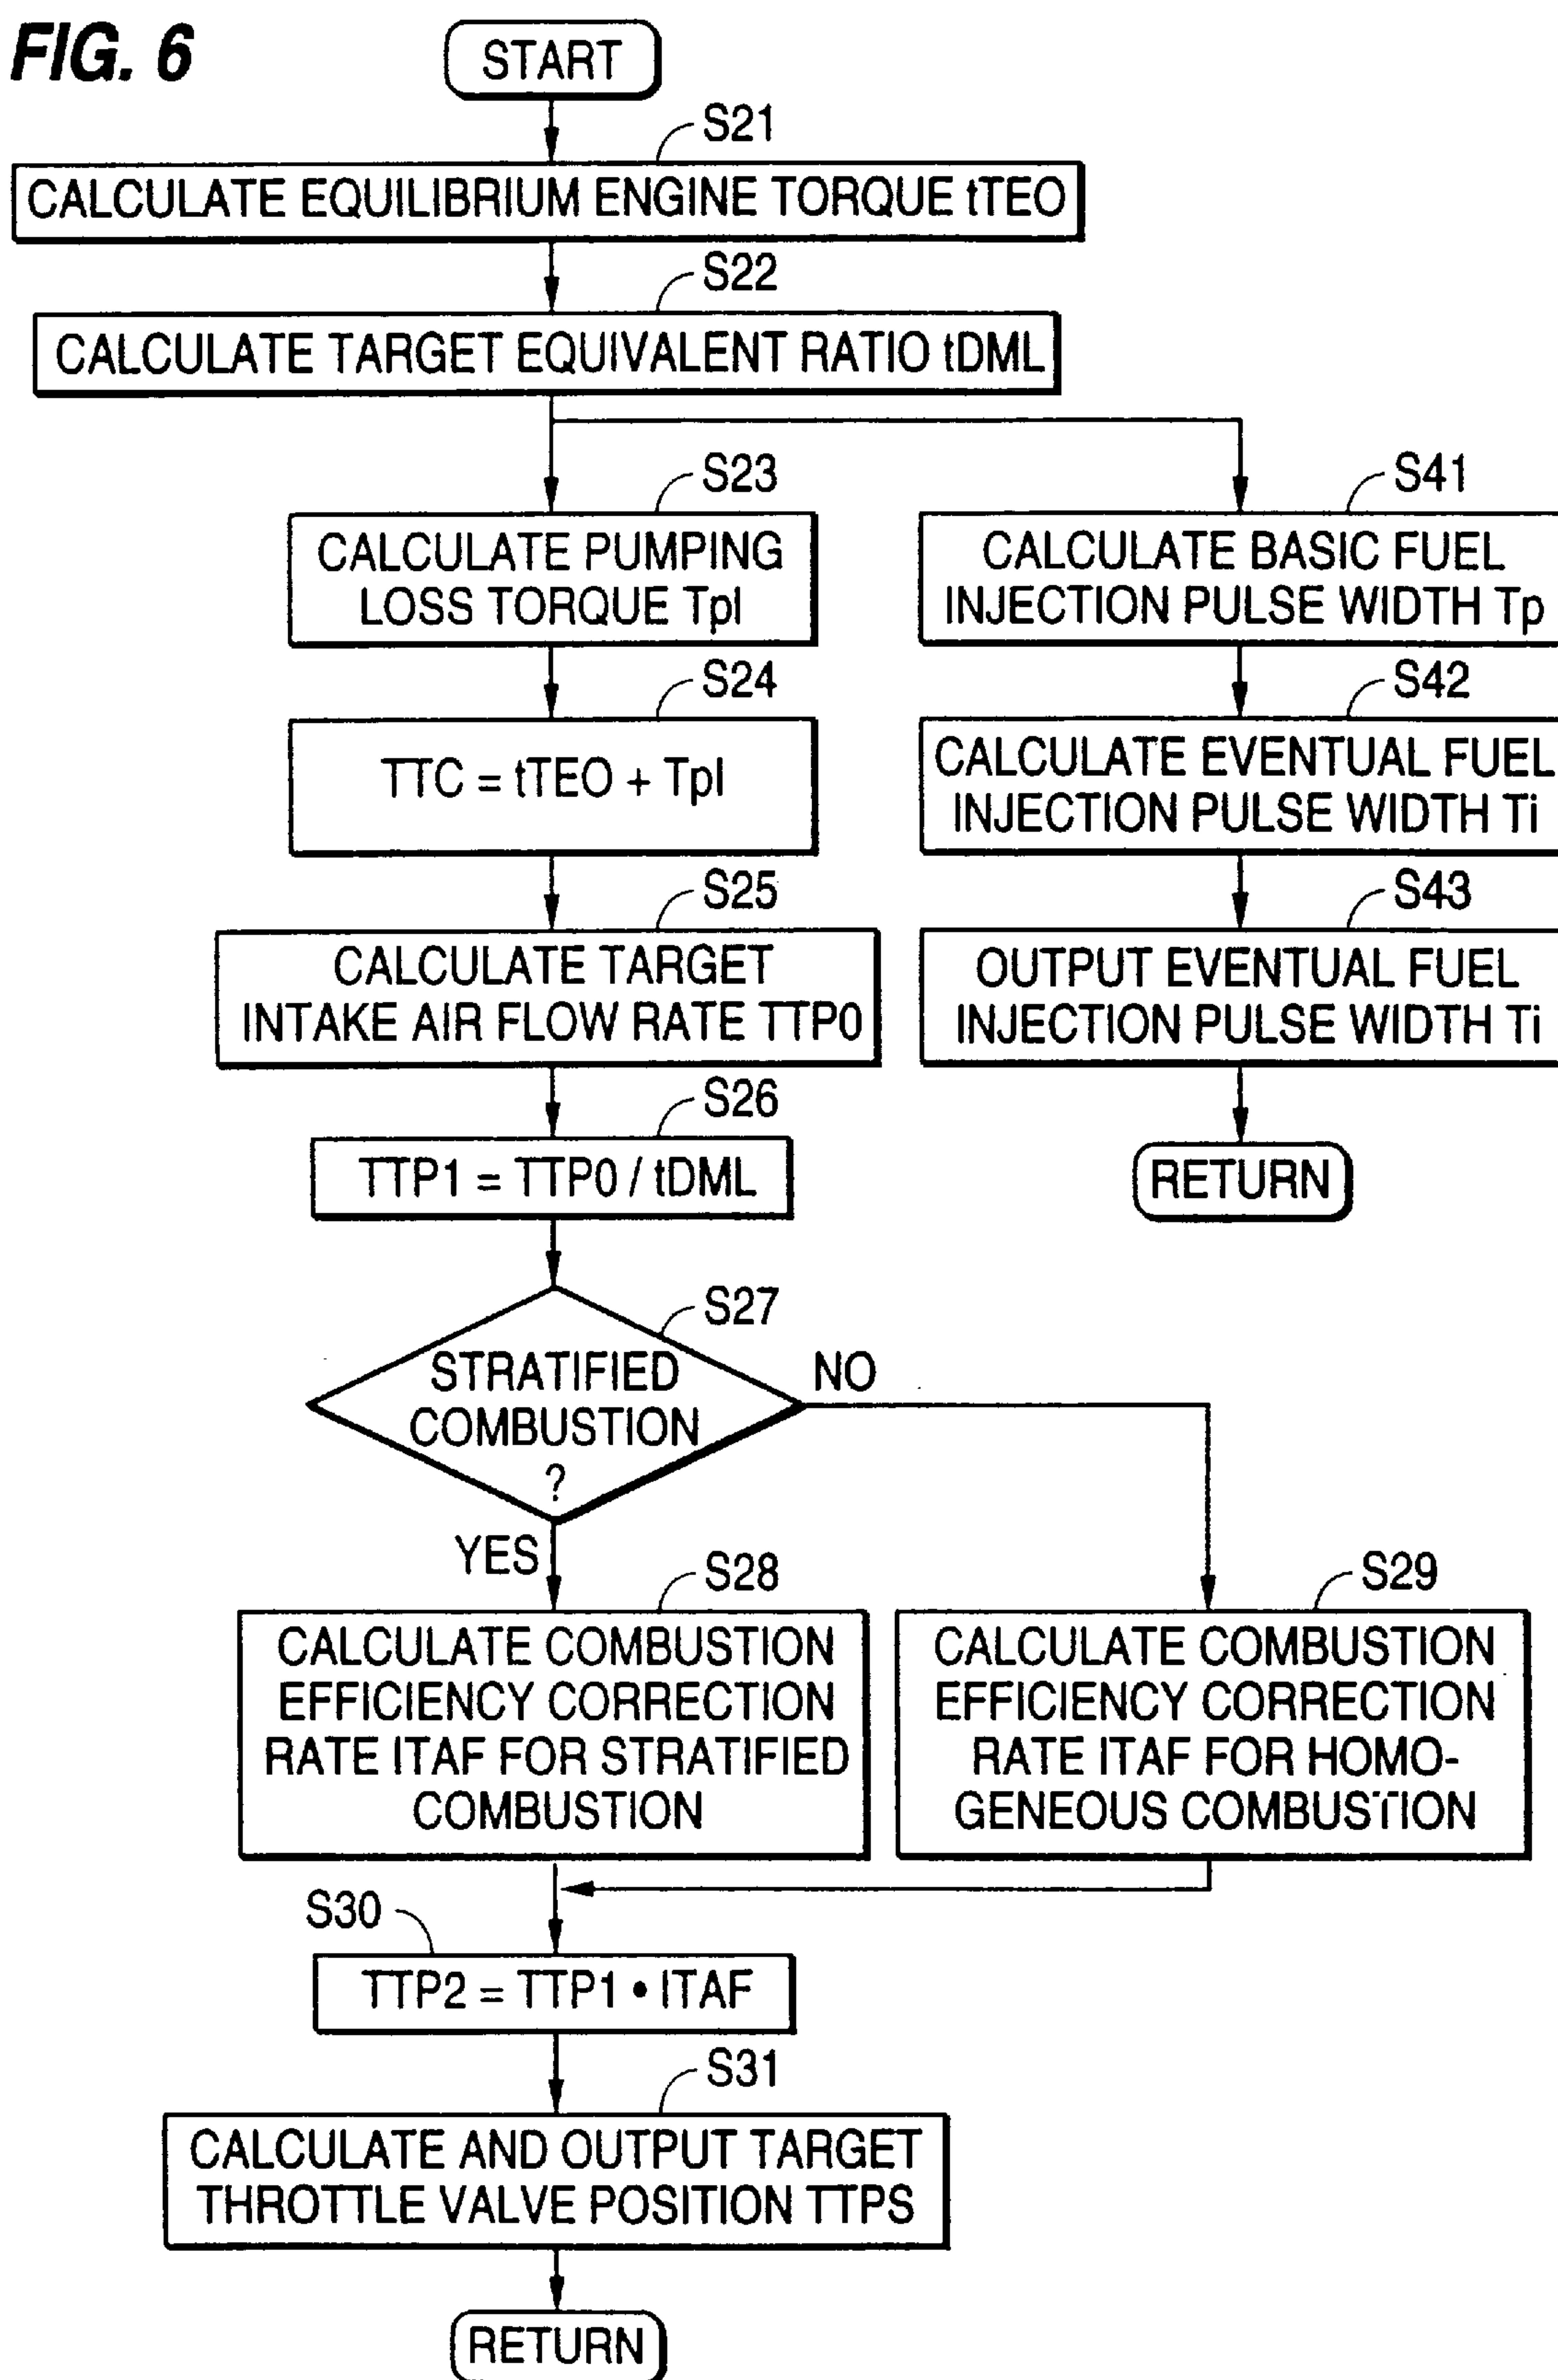 FIG. 6
START
S21
CALCULATE EQUILIBRIUM ENGINE TORQUE tTEO
S22
CALCULATE TARGET EQUIVALENT RATIO tDML
S23
CALCULATE PUMPING
LOSS TORQUE Tpl
S24
TTC = tTEO + Tpl
S25
CALCULATE TARGET
INTAKE AIR FLOW RATE TTP0
S26
TTP1 = TTP0 / tDML
S27
STRATIFIED
COMBUSTION
?
NO
YES
S28
CALCULATE COMBUSTION
EFFICIENCY CORRECTION
RATE ITAF FOR STRATIFIED
COMBUSTION
S29
CALCULATE COMBUSTION
EFFICIENCY CORRECTION
RATE ITAF FOR HOMO-
GENEOUS COMBUSTION
S30
TTP2 = TTP1 • ITAF
S31
CALCULATE AND OUTPUT TARGET
THROTTLE VALVE POSITION TTPS
RETURN
S41
CALCULATE BASIC FUEL
INJECTION PULSE WIDTH Tp
S42
CALCULATE EVENTUAL FUEL
INJECTION PULSE WIDTH Ti
S43
OUTPUT EVENTUAL FUEL
INJECTION PULSE WIDTH Ti
RETURN